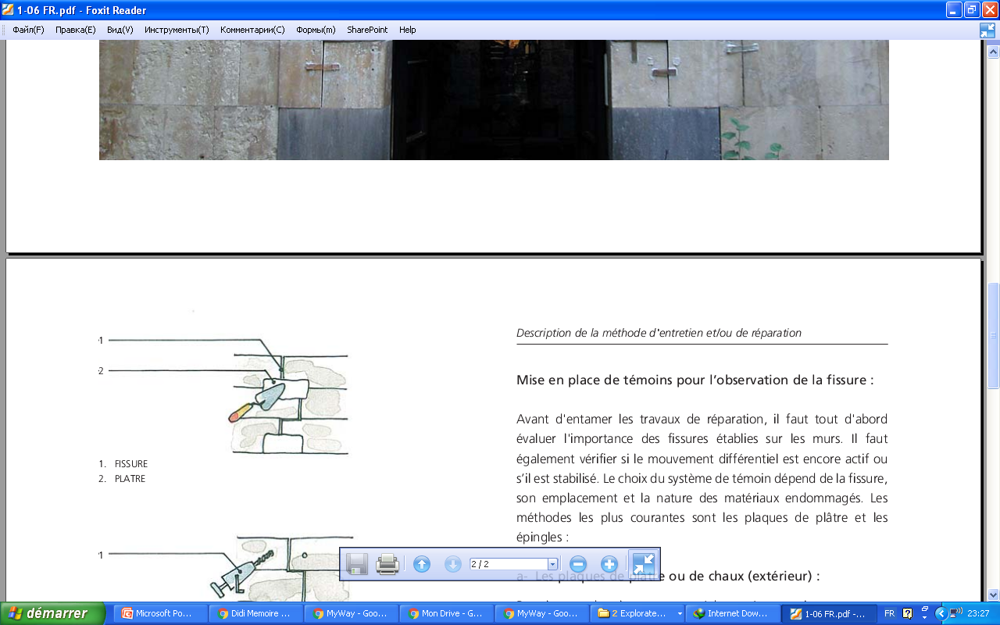 1-06 FR.pdf - Foxit Reader
Файл(F) Правка(E) Вид(V) Инструменты(T) Комментарии(C) Формы(m) SharePoint Help
1
2
1. FISSURE
2. PLATRE
1
Description de la méthode d'entretien et/ou de réparation
Mise en place de témoins pour l'observation de la fissure :
Avant d'entamer les travaux de réparation, il faut tout d'abord
évaluer l'importance des fissures établies sur les murs. Il faut
également vérifier si le mouvement différentiel est encore actif ou
s'il est stabilisé. Le choix du système de témoin dépend de la fissure,
son emplacement et la nature des matériaux endommagés. Les
méthodes les plus courantes sont les plaques de plâtre et les
épingles :
2 / 2
a- Les plaques de plâtre ou de chaux (extérieur) :
démarrer Microsoft Po... Didi Memoire ... MyWay - Goo... Mon Drive - G... MyWay - Goo... 2 Explorate... Internet Dow... 1-06 FR.pdf -... FR 23:27